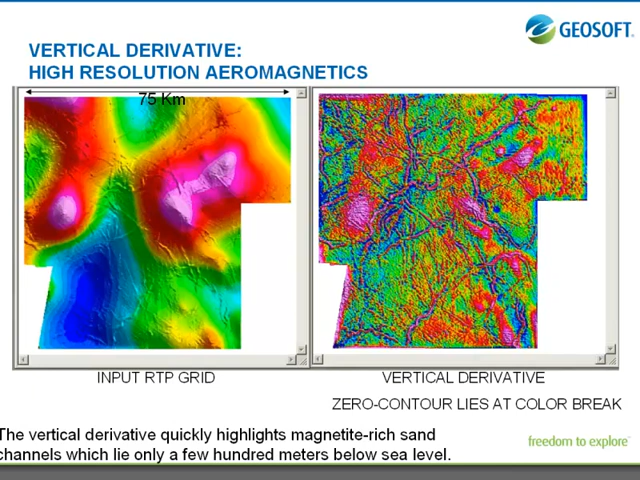 GEOSOFT
VERTICAL DERIVATIVE:
HIGH RESOLUTION AEROMAGNETICS
75 Km
INPUT RTP GRID
VERTICAL DERIVATIVE
ZERO-CONTOUR LIES AT COLOR BREAK
The vertical derivative quickly highlights magnetite-rich sand
channels which lie only a few hundred meters below sea level.
freedom to explore